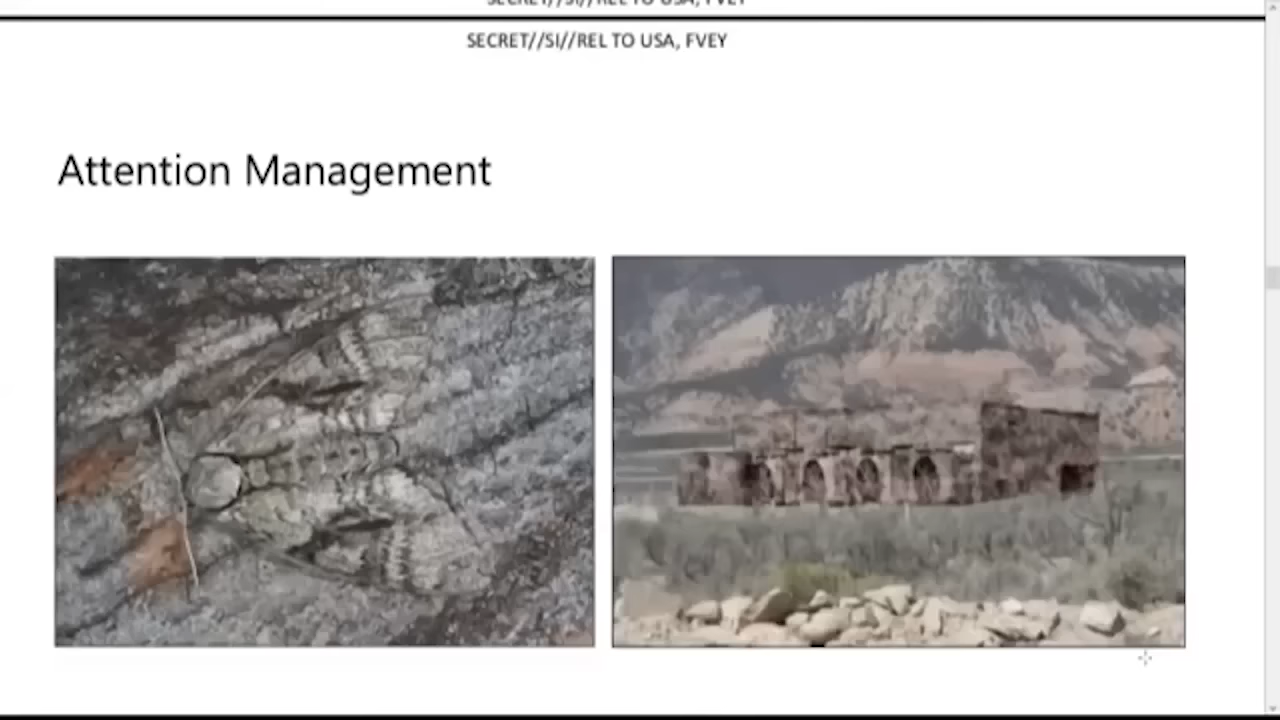 SECRET//SI//REL TO USA, FVEY
SECRET//SI//REL TO USA, FVEY
Attention Management